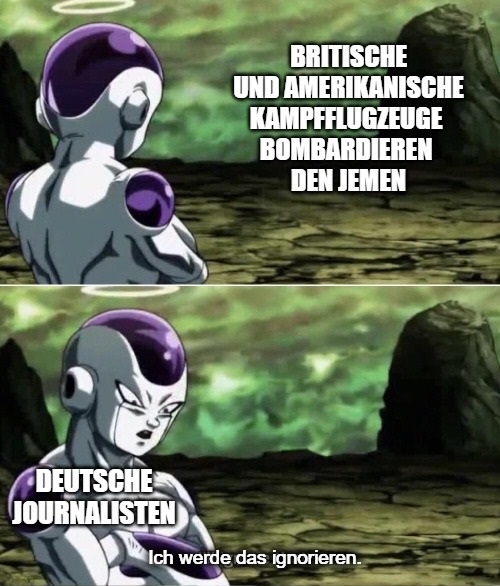 BRITISCHE
UND AMERIKANISCHE
KAMPFFLUGZEUGE
BOMBARDIEREN
DEN JEMEN
DEUTSCHE
JOURNALISTEN
Ich werde das ignorieren.